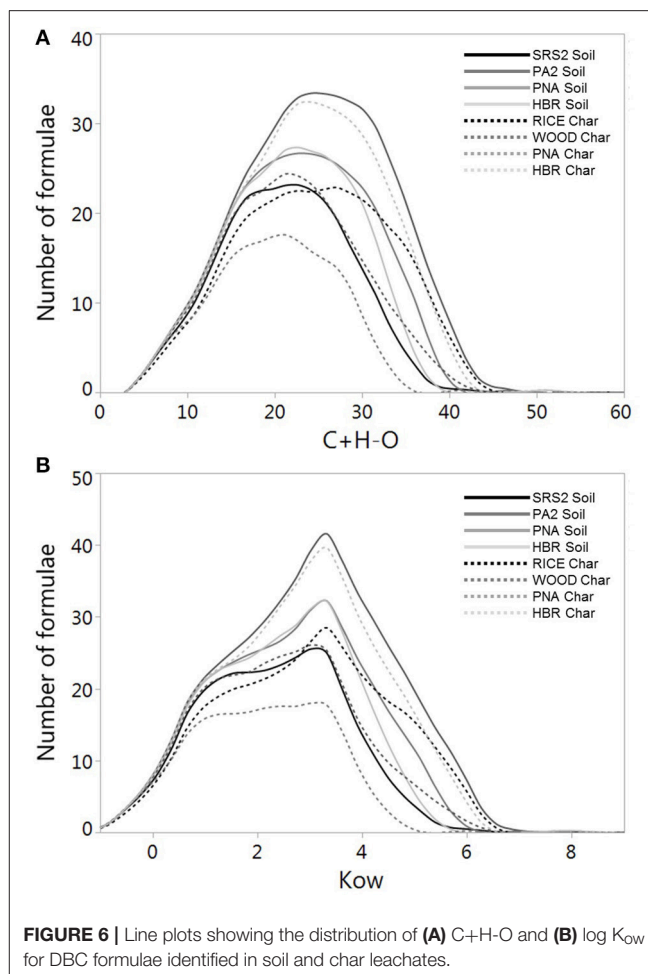 A
40
30
20
10
0
Number of formulae
SRS2 Soil
PA2 Soil
PNA Soil
HBR Soil
RICE Char
WOOD Char
PNA Char
HBR Char
0 10 20 30 40 50 60
C+H-O
B
50
40
30
20
10
0
Number of formulae
SRS2 Soil
PA2 Soil
PNA Soil
HBR Soil
RICE Char
WOOD Char
PNA Char
HBR Char
0 2 4 6 8
Kow
FIGURE 6 | Line plots showing the distribution of (A) C+H-O and (B) log KOW
for DBC formulae identified in soil and char leachates.